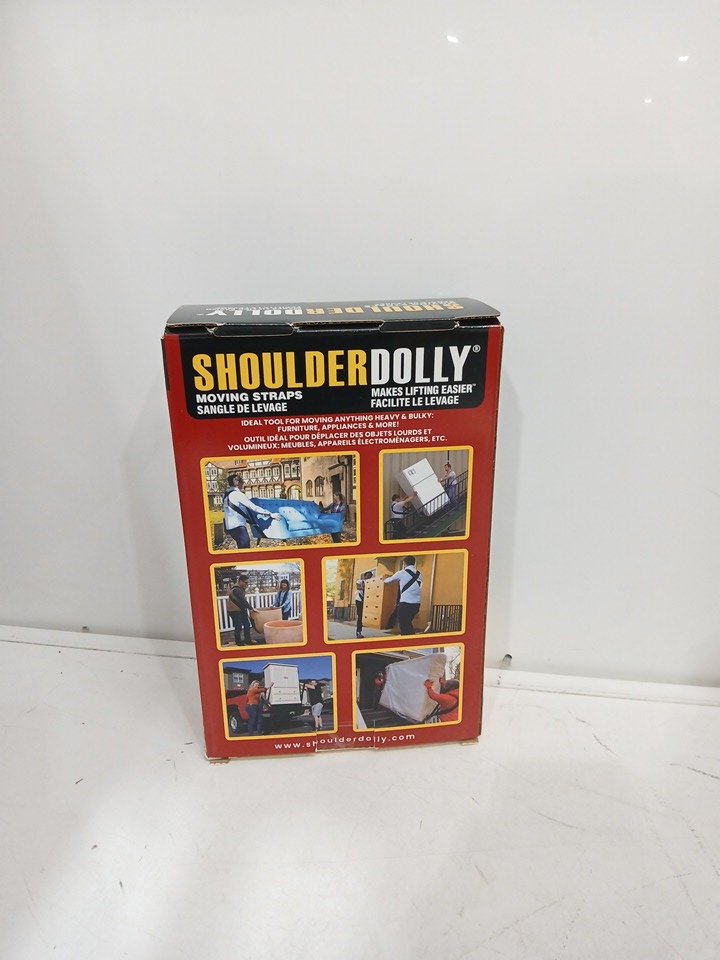 SHOULDERDOLLY
SHOULDERDOLLY®
MOVING STRAPS
SANGLE DE LEVAGE
MAKES LIFTING EASIER™
FACILITE LE LEVAGE
IDEAL TOOL FOR MOVING ANYTHING HEAVY & BULKY:
FURNITURE, APPLIANCES & MORE!
OUTIL IDÉAL POUR DÉPLACER DES OBJETS LOURDS ET
VOLUMINEUX: MEUBLES, APPAREILS ÉLECTROMÉNAGERS, ETC.
www.shoulderdolly.com